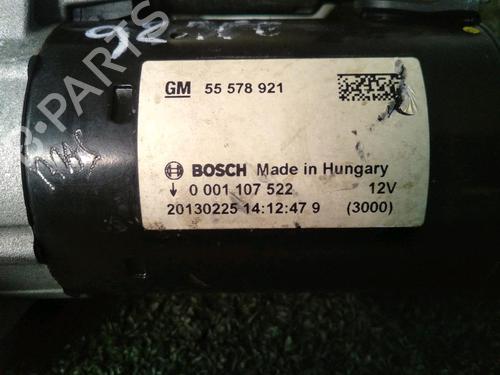 B-PARTS
GM 55 578 921
BOSCH Made in Hungary
0 001 107 522 12V
20130225 14:12:47 9 (3000)